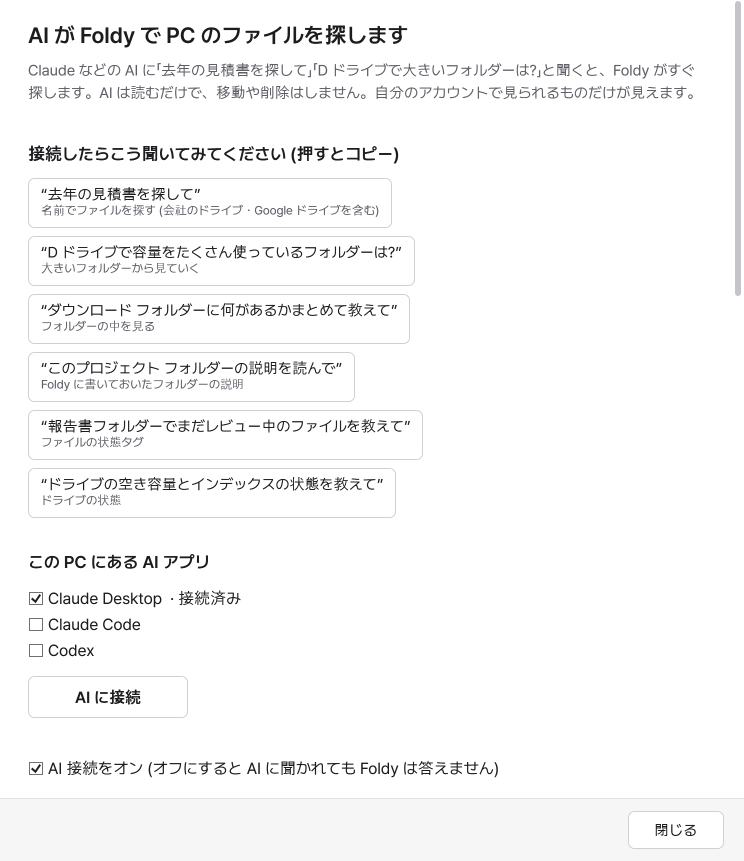 AI が Foldy で PC のファイルを探します
Claude などの AI に「去年の見積書を探して」「D ドライブで大きいフォルダーは?」と聞くと、Foldy がすぐ
探します。AI は読むだけで、移動や削除はしません。自分のアカウントで見られるものだけが見えます。
接続したらこう聞いてみてください (押すとコピー)
“去年の見積書を探して”
名前でファイルを探す (会社のドライブ・Google ドライブを含む)
“D ドライブで容量をたくさん使っているフォルダーは?”
大きいフォルダーから見ていく
“ダウンロード フォルダーに何があるかまとめて教えて”
フォルダーの中を見る
“このプロジェクト フォルダーの説明を読んで”
Foldy に書いておいたフォルダーの説明
“報告書フォルダーでまだレビュー中のファイルを教えて”
ファイルの状態タグ
“ドライブの空き容量とインデックスの状態を教えて”
ドライブの状態
この PC にある AI アプリ
Claude Desktop · 接続済み
Claude Code
Codex
AI に接続
AI 接続をオン (オフにすると AI に聞かれても Foldy は答えません)
閉じる